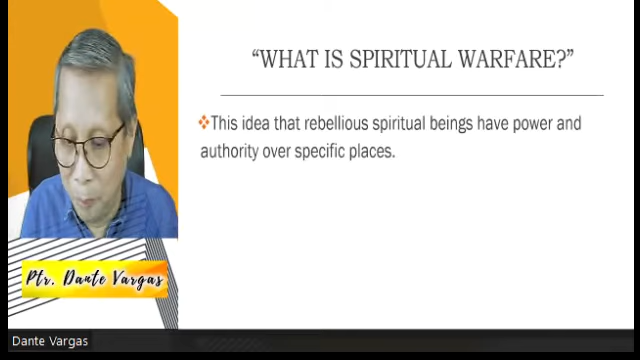 “WHAT IS SPIRITUAL WARFARE?”
❖This idea that rebellious spiritual beings have power and
authority over specific places.
Ptr. Dante Vargas
Dante Vargas